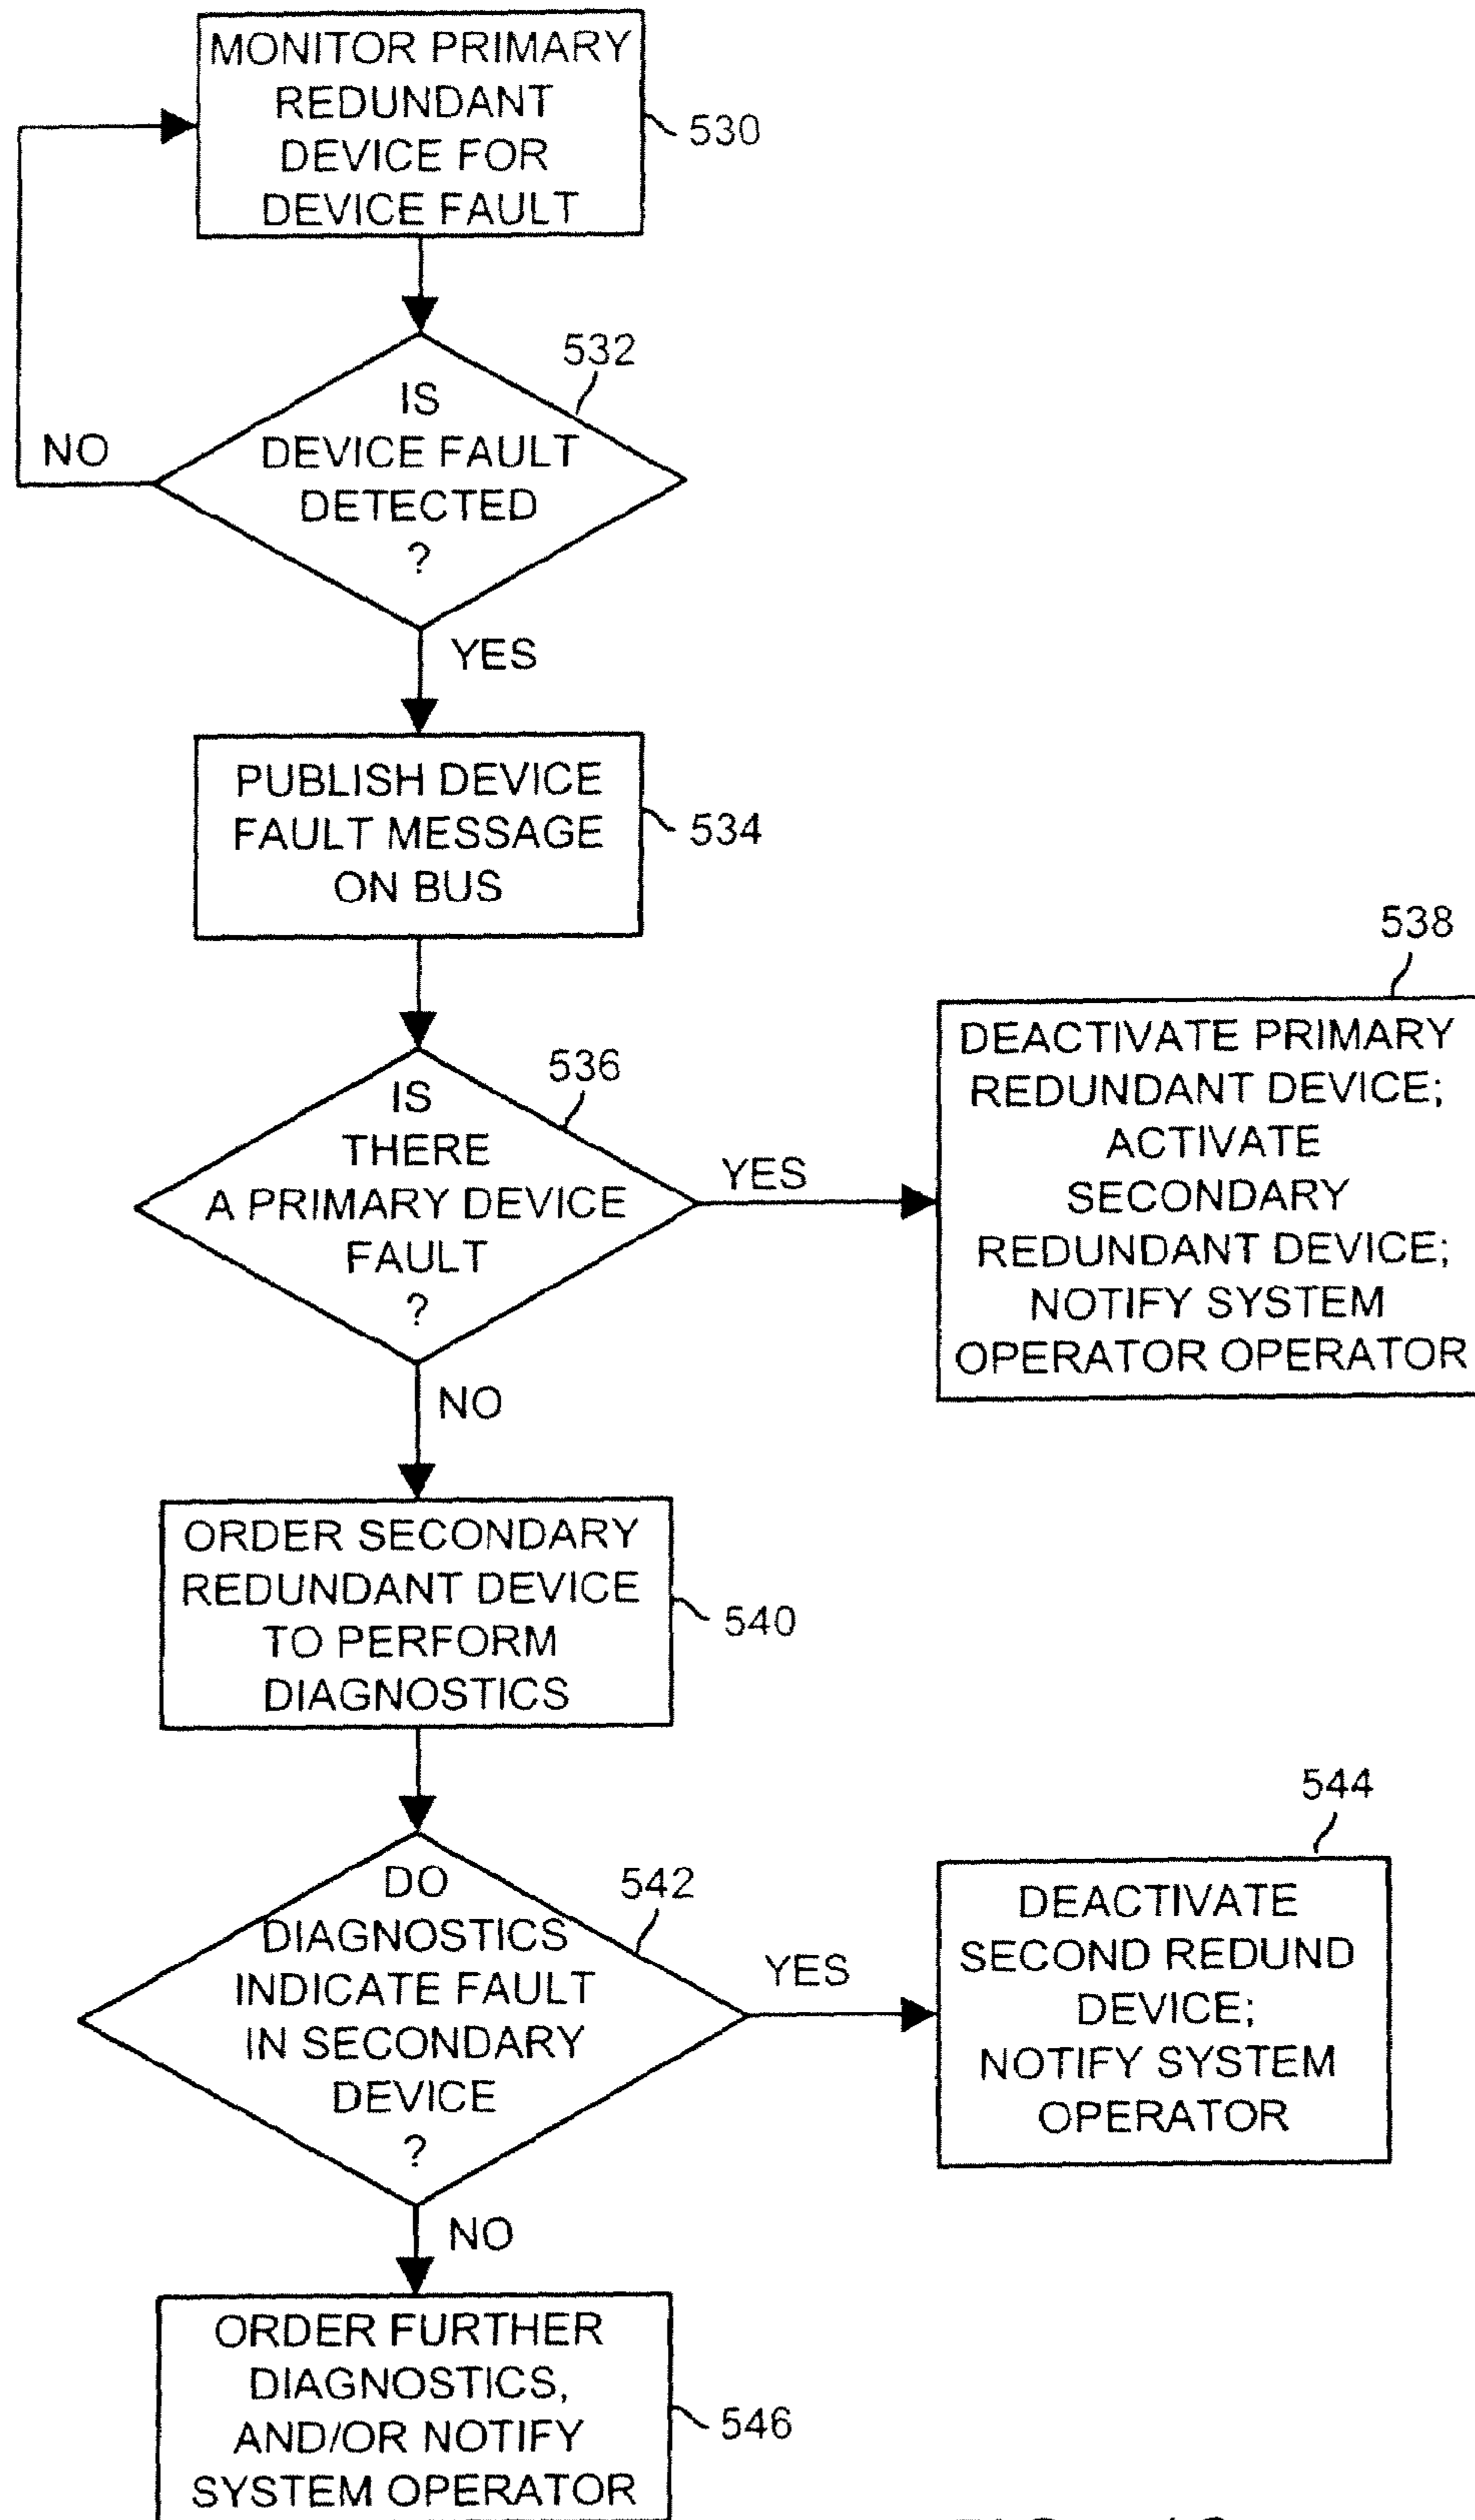 MONITOR PRIMARY
REDUNDANT
DEVICE FOR
DEVICE FAULT
530
532
IS
DEVICE FAULT
DETECTED
?
NO
YES
PUBLISH DEVICE
FAULT MESSAGE
ON BUS
534
536
IS
THERE
A PRIMARY DEVICE
FAULT
?
YES
538
DEACTIVATE PRIMARY
REDUNDANT DEVICE;
ACTIVATE
SECONDARY
REDUNDANT DEVICE;
NOTIFY SYSTEM
OPERATOR OPERATOR
NO
ORDER SECONDARY
REDUNDANT DEVICE
TO PERFORM
DIAGNOSTICS
540
542
DO
DIAGNOSTICS
INDICATE FAULT
IN SECONDARY
DEVICE
?
YES
544
DEACTIVATE
SECOND REDUND
DEVICE;
NOTIFY SYSTEM
OPERATOR
NO
ORDER FURTHER
DIAGNOSTICS,
AND/OR NOTIFY
SYSTEM OPERATOR
546